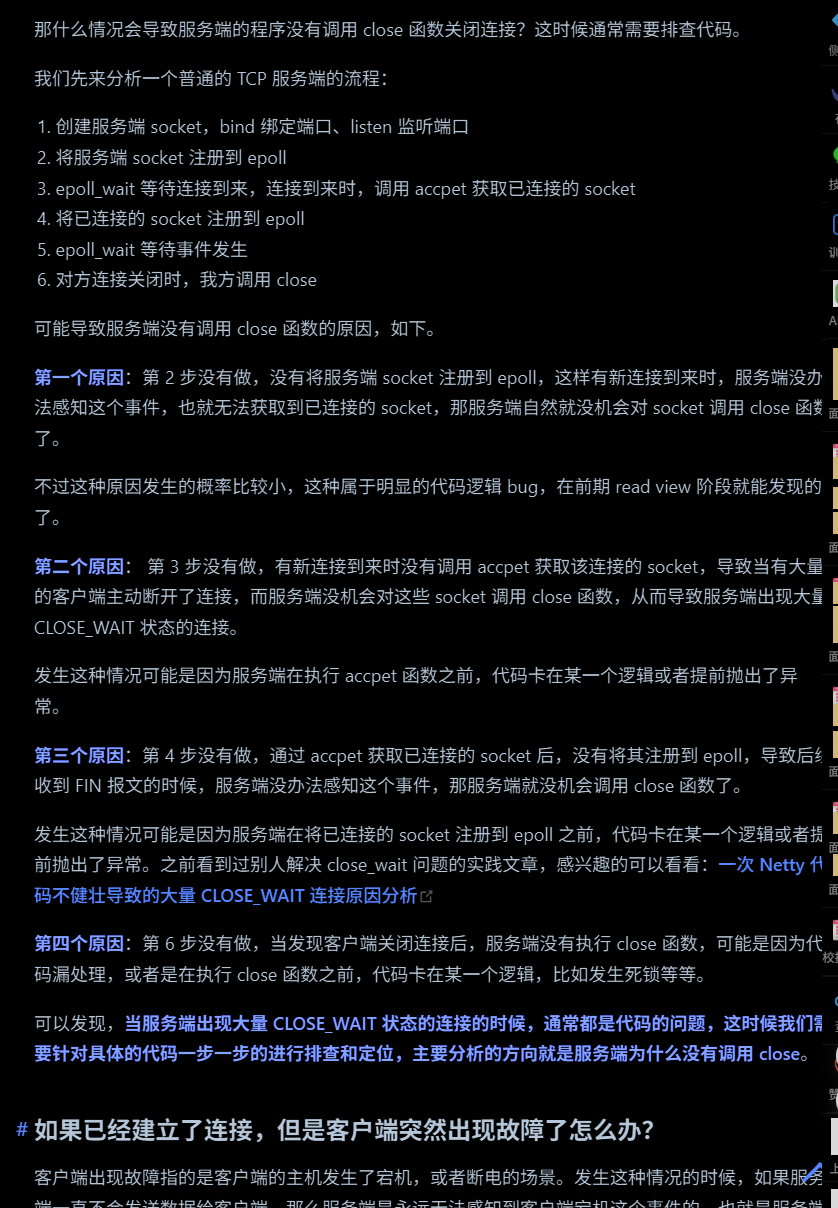 那什么情况会导致服务端的程序没有调用 close 函数关闭连接？这时候通常需要排查代码。
我们先来分析一个普通的 TCP 服务端的流程：
1. 创建服务端 socket，bind 绑定端口、listen 监听端口
2. 将服务端 socket 注册到 epoll
3. epoll_wait 等待连接到来，连接到来时，调用 accpet 获取已连接的 socket
4. 将已连接的 socket 注册到 epoll
5. epoll_wait 等待事件发生
6. 对方连接关闭时，我方调用 close
可能导致服务端没有调用 close 函数的原因，如下。
第一个原因：第 2 步没有做，没有将服务端 socket 注册到 epoll，这样有新连接到来时，服务端没办
法感知这个事件，也就无法获取到已连接的 socket，那服务端自然就没机会对 socket 调用 close 函数
了。
不过这种原因发生的概率比较小，这种属于明显的代码逻辑 bug，在前期 read view 阶段就能发现的
了。
第二个原因： 第 3 步没有做，有新连接到来时没有调用 accpet 获取该连接的 socket，导致当有大量
的客户端主动断开了连接，而服务端没机会对这些 socket 调用 close 函数，从而导致服务端出现大量
CLOSE_WAIT 状态的连接。
发生这种情况可能是因为服务端在执行 accpet 函数之前，代码卡在某一个逻辑或者提前抛出了异
常。
第三个原因：第 4 步没有做，通过 accpet 获取已连接的 socket 后，没有将其注册到 epoll，导致后续
收到 FIN 报文的时候，服务端没办法感知这个事件，那服务端就没机会调用 close 函数了。
发生这种情况可能是因为服务端在将已连接的 socket 注册到 epoll 之前，代码卡在某一个逻辑或者提
前抛出了异常。之前看到过别人解决 close_wait 问题的实践文章，感兴趣的可以看看：一次 Netty 代
码不健壮导致的大量 CLOSE_WAIT 连接原因分析
第四个原因：第 6 步没有做，当发现客户端关闭连接后，服务端没有执行 close 函数，可能是因为代
码漏处理，或者是在执行 close 函数之前，代码卡在某一个逻辑，比如发生死锁等等。
可以发现，当服务端出现大量 CLOSE_WAIT 状态的连接的时候，通常都是代码的问题，这时候我们需
要针对具体的代码一步一步的进行排查和定位，主要分析的方向就是服务端为什么没有调用 close。
# 如果已经建立了连接，但是客户端突然出现故障了怎么办？
客户端出现故障指的是客户端的主机发生了宕机，或者断电的场景。发生这种情况的时候，如果服务
端一直不会发送数据给客户端，那么服务端是永远无法感知到客户端宕机这个事件的，也就是服务端